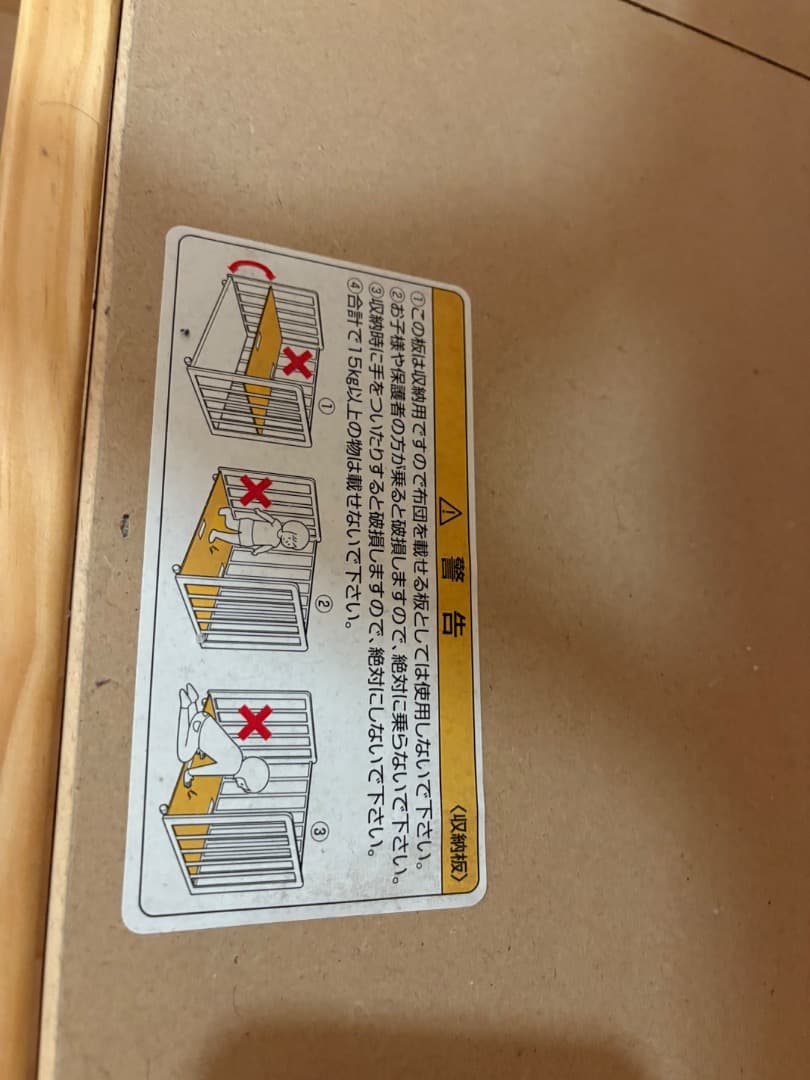 ⚠ 警告 〈収納板〉
①この板は収納用ですので布団を載せる板としては使用しないで下さい。
②お子様や保護者の方が乗ると破損しますので、絶対に乗らないで下さい。
③収納時に手をついたりすると破損しますので、絶対にしないで下さい。
④合計で15kg以上の物は載せないで下さい。
①
②
③